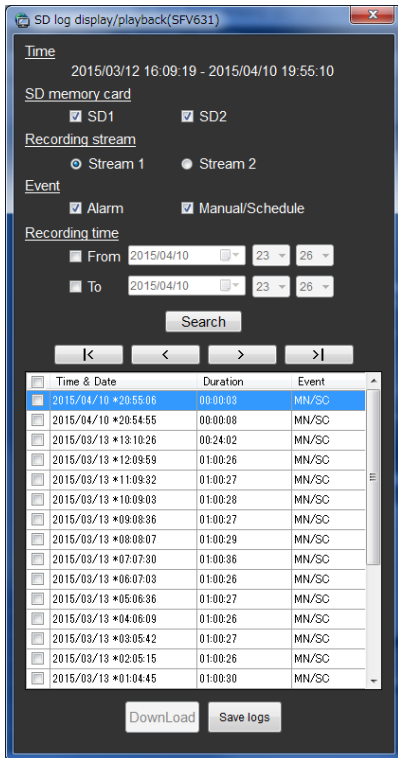 SD log display/playback(SFV631)
Time
2015/03/12 16:09:19 - 2015/04/10 19:55:10
SD memory card
SD1 SD2
Recording stream
Stream 1 Stream 2
Event
Alarm Manual/Schedule
Recording time
From 2015/04/10 23 26
To 2015/04/10 23 26
Search
|< < > >|
Time & Date Duration Event
2015/04/10 *20:55:06 00:00:03 MN/SC
2015/04/10 *20:54:55 00:00:08 MN/SC
2015/03/13 *13:10:26 00:24:02 MN/SC
2015/03/13 *12:09:59 01:00:26 MN/SC
2015/03/13 *11:09:32 01:00:27 MN/SC
2015/03/13 *10:09:03 01:00:28 MN/SC
2015/03/13 *09:08:36 01:00:27 MN/SC
2015/03/13 *08:08:07 01:00:29 MN/SC
2015/03/13 *07:07:30 01:00:36 MN/SC
2015/03/13 *06:07:03 01:00:26 MN/SC
2015/03/13 *05:06:36 01:00:27 MN/SC
2015/03/13 *04:06:09 01:00:26 MN/SC
2015/03/13 *03:05:42 01:00:27 MN/SC
2015/03/13 *02:05:15 01:00:26 MN/SC
2015/03/13 *01:04:45 01:00:30 MN/SC
DownLoad Save logs